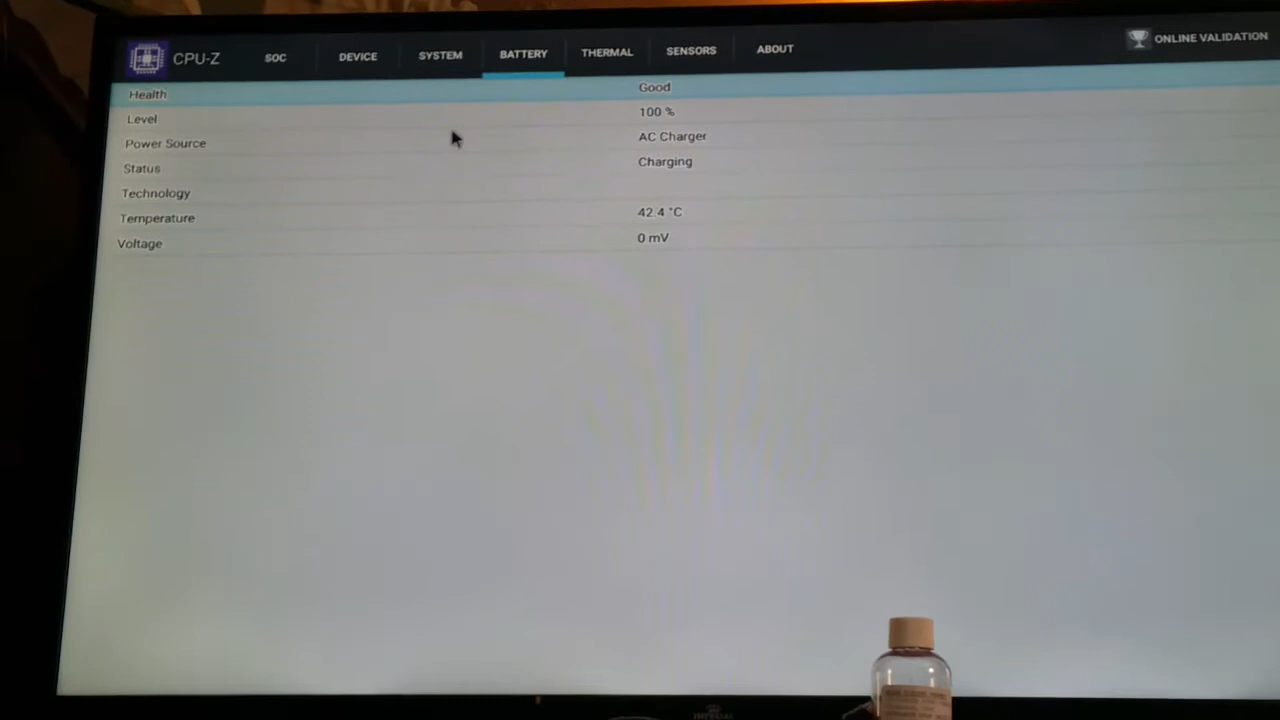 CPU-Z SOC DEVICE SYSTEM BATTERY THERMAL SENSORS ABOUT ONLINE VALIDATION
Health Good
Level 100 %
Power Source AC Charger
Status Charging
Technology
Temperature 42.4 °C
Voltage 0 mV